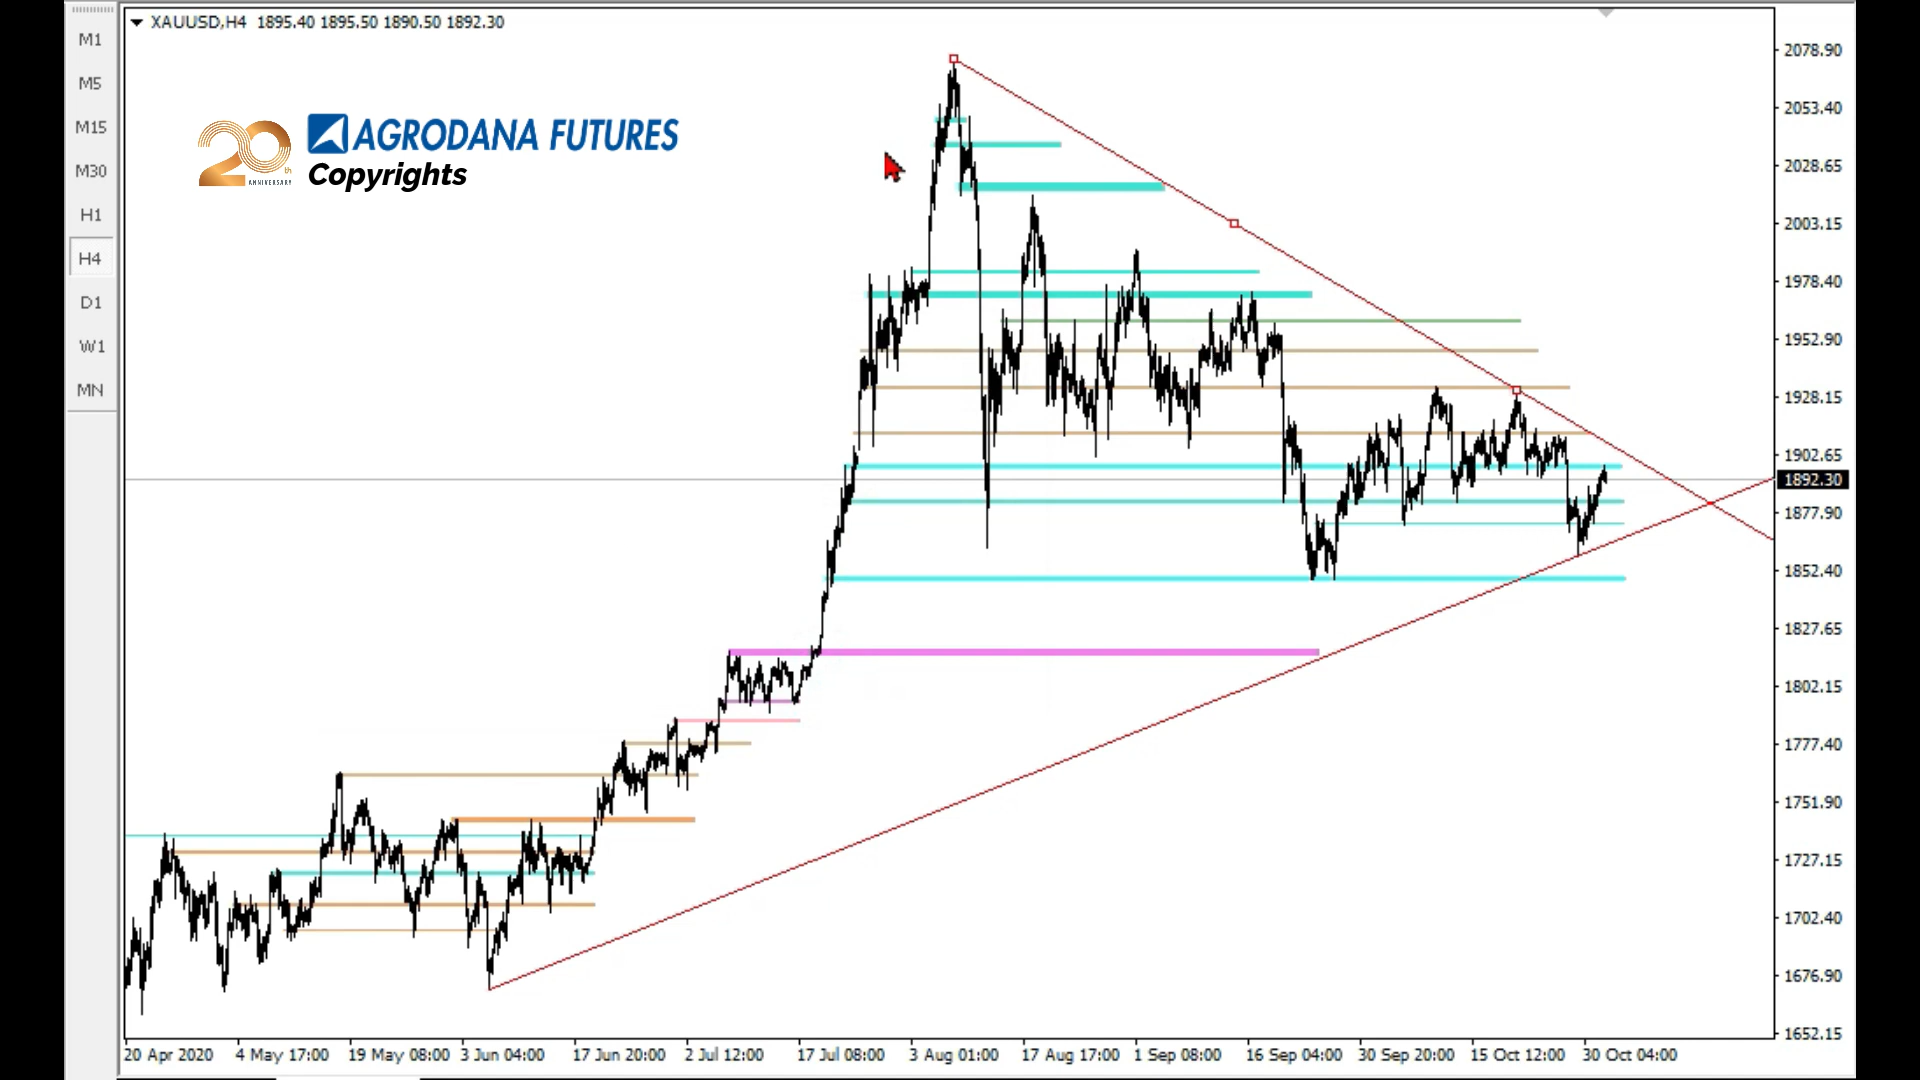 XAUUSD,H4 1895.40 1895.50 1890.50 1892.30
M1
M5
M15
M30
H1
H4
D1
W1
MN
20th ANNIVERSARY
AGRODANA FUTURES
Copyrights
2078.90
2053.40
2028.65
2003.15
1978.40
1952.90
1928.15
1902.65
1892.30
1877.90
1852.40
1827.65
1802.15
1777.40
1751.90
1727.15
1702.40
1676.90
1652.15
20 Apr 2020 4 May 17:00 19 May 08:00 3 Jun 04:00 17 Jun 20:00 2 Jul 12:00 17 Jul 08:00 3 Aug 01:00 17 Aug 17:00 1 Sep 08:00 16 Sep 04:00 30 Sep 20:00 15 Oct 12:00 30 Oct 04:00